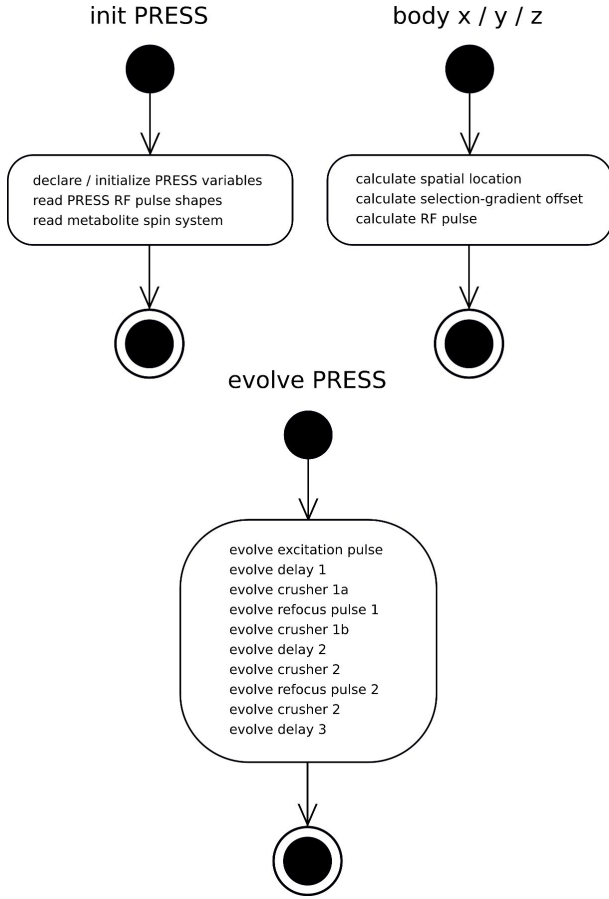 init PRESS
declare / initialize PRESS variables
read PRESS RF pulse shapes
read metabolite spin system
body x / y / z
calculate spatial location
calculate selection-gradient offset
calculate RF pulse
evolve PRESS
evolve excitation pulse
evolve delay 1
evolve crusher 1a
evolve refocus pulse 1
evolve crusher 1b
evolve delay 2
evolve crusher 2
evolve refocus pulse 2
evolve crusher 2
evolve delay 3